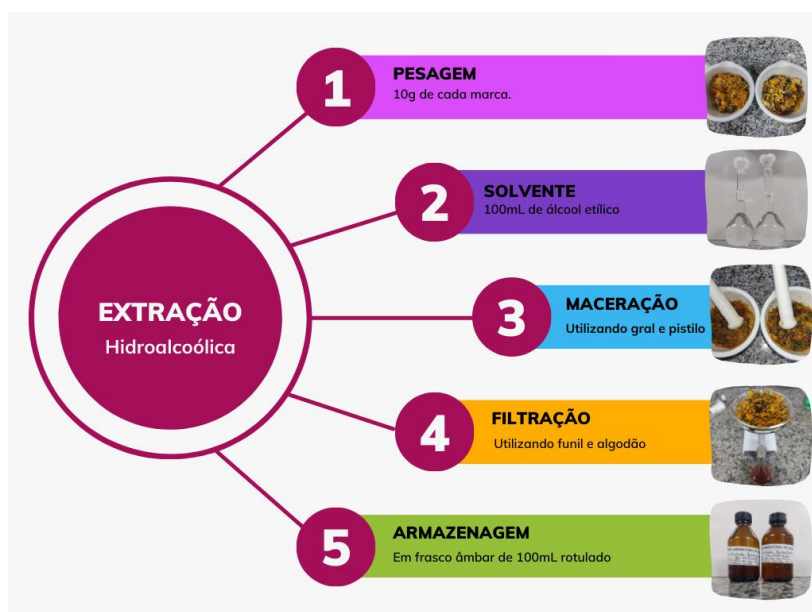 EXTRAÇÃO
Hidroalcoólica
1
PESAGEM
10g de cada marca.
2
SOLVENTE
100mL de álcool etílico
3
MACERAÇÃO
Utilizando gral e pistilo
4
FILTRAÇÃO
Utilizando funil e algodão
5
ARMAZENAGEM
Em frasco âmbar de 100mL rotulado